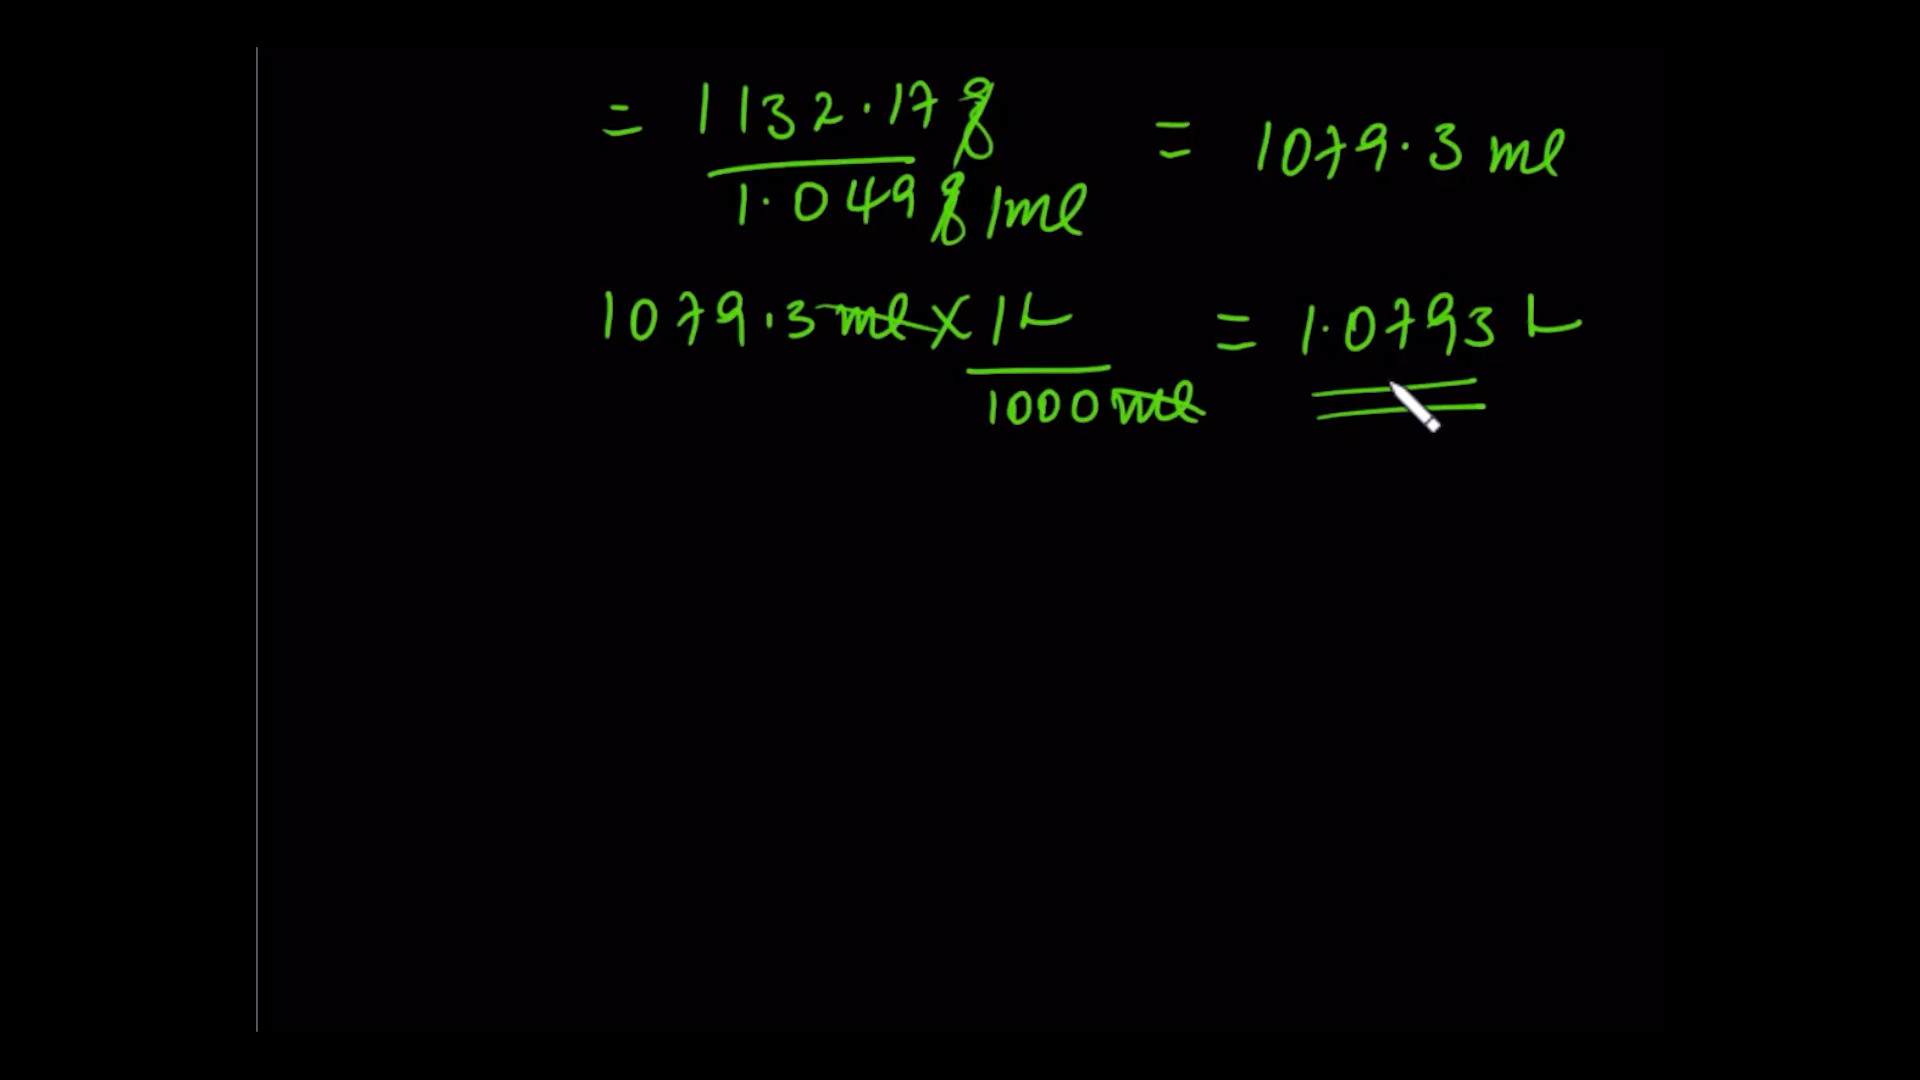 = 1132.17 g = 1079.3 ml
1.049 g/ml
1079.3 ml X 1L = 1.0793 L
1000 ml